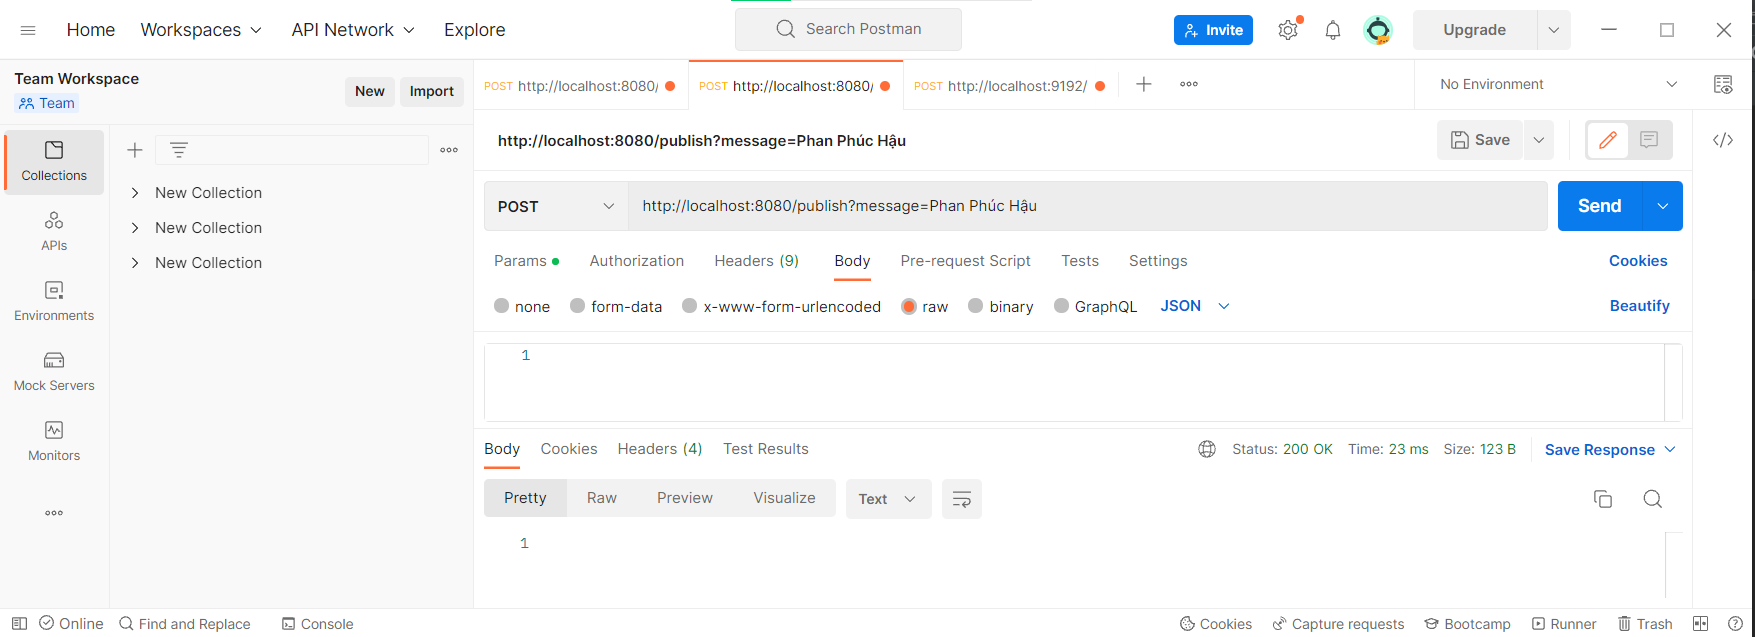 Home Workspaces API Network Explore Search Postman Invite Upgrade
Team Workspace
Team
New Import
POST http://localhost:8080/ POST http://localhost:8080/ POST http://localhost:9192/ No Environment
http://localhost:8080/publish?message=Phan Phúc Hậu Save
Collections
APIs
Environments
Mock Servers
Monitors
New Collection
New Collection
New Collection
POST http://localhost:8080/publish?message=Phan Phúc Hậu Send
Params Authorization Headers (9) Body Pre-request Script Tests Settings Cookies
none form-data x-www-form-urlencoded raw binary GraphQL JSON Beautify
1
Body Cookies Headers (4) Test Results Status: 200 OK Time: 23 ms Size: 123 B Save Response
Pretty Raw Preview Visualize Text
1
Online Find and Replace Console Cookies Capture requests Bootcamp Runner Trash